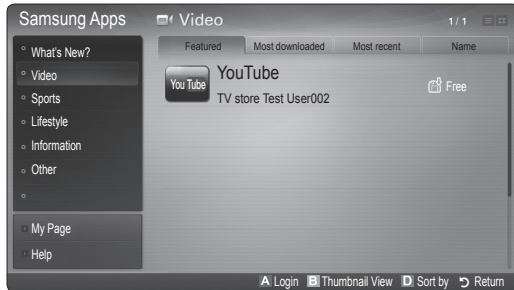 Samsung Apps
Video
1/1
What's New?
Video
Sports
Lifestyle
Information
Other
My Page
Help
Featured
Most downloaded
Most recent
Name
You Tube
YouTube
TV store Test User002
Free
A Login B Thumbnail View D Sort by Return